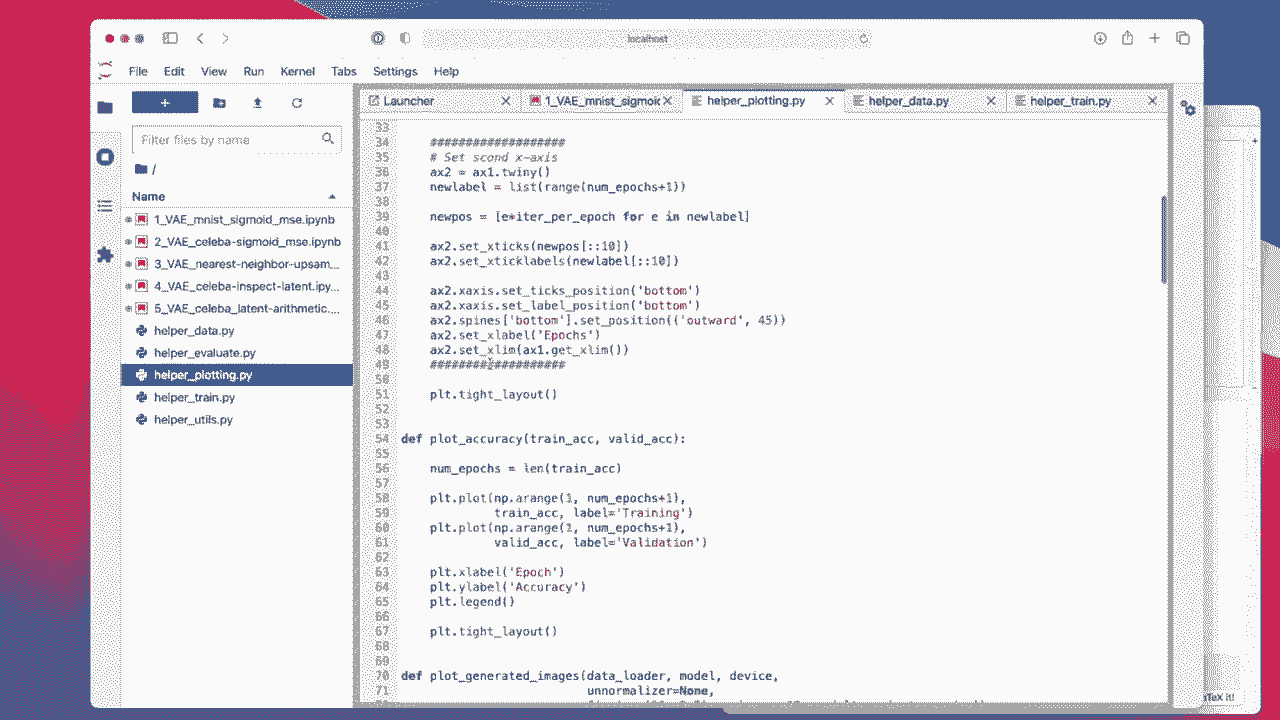 localhost
File Edit View Run Kernel Tabs Settings Help
Launcher
1_VAE_mnist_sigmoi
helper_plotting.py
helper_data.py
helper_train.py
Filter files by name
/
Name
1_VAE_mnist_sigmoid_mse.ipynb
2_VAE_celeba-sigmoid_mse.ipynb
3_VAE_nearest-neighbor-upsam...
4_VAE_celeba-inspect-latent.ipy...
5_VAE_celeba_latent-arithmetic....
helper_data.py
helper_evaluate.py
helper_plotting.py
helper_train.py
helper_utils.py
33
34 ###################
35 # Set scond x-axis
36 ax2 = ax1.twiny()
37 newlabel = list(range(num_epochs+1))
38
39 newpos = [e*iter_per_epoch for e in newlabel]
40
41 ax2.set_xticks(newpos[::10])
42 ax2.set_xticklabels(newlabel[::10])
43
44 ax2.xaxis.set_ticks_position('bottom')
45 ax2.xaxis.set_label_position('bottom')
46 ax2.spines['bottom'].set_position(('outward', 45))
47 ax2.set_xlabel('Epochs')
48 ax2.set_xlim(ax1.get_xlim())
49 ###################
50
51 plt.tight_layout()
52
53
54 def plot_accuracy(train_acc, valid_acc):
55
56 num_epochs = len(train_acc)
57
58 plt.plot(np.arange(1, num_epochs+1),
59 train_acc, label='Training')
60 plt.plot(np.arange(1, num_epochs+1),
61 valid_acc, label='Validation')
62
63 plt.xlabel('Epoch')
64 plt.ylabel('Accuracy')
65 plt.legend()
66
67 plt.tight_layout()
68
69
70 def plot_generated_images(data_loader, model, device,
71 unnormalizer=None,
TeX it!